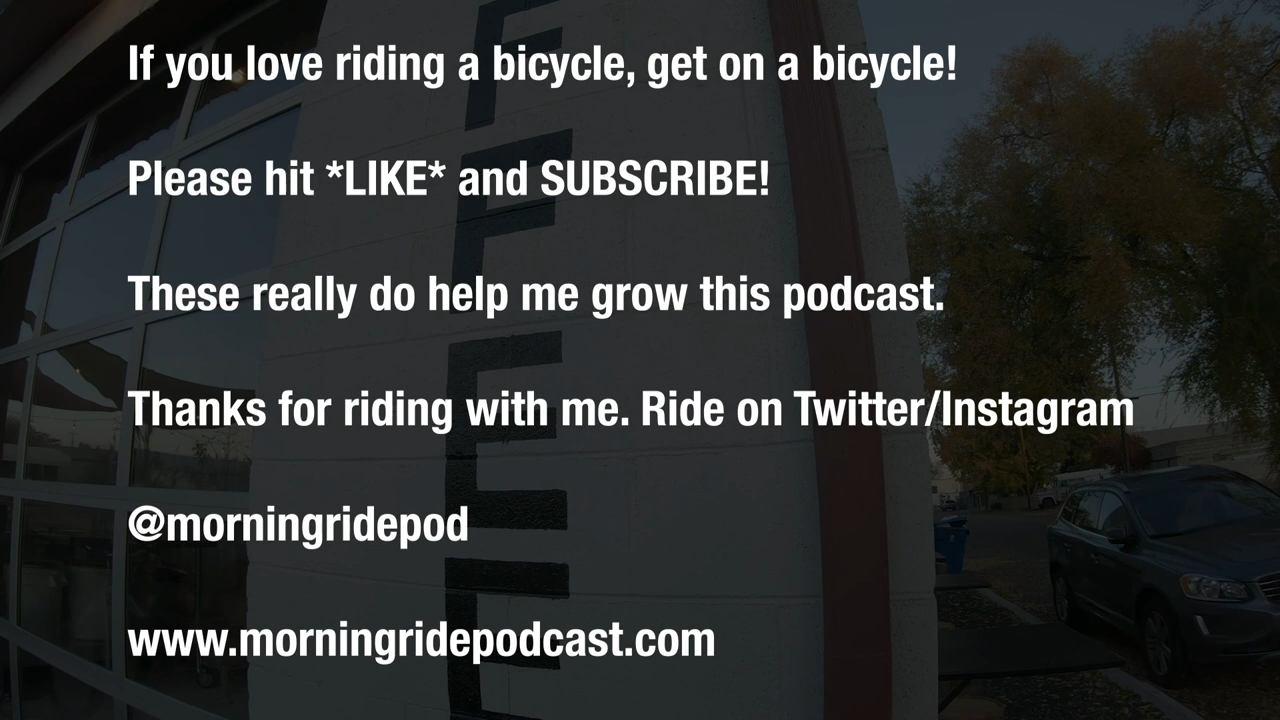 If you love riding a bicycle, get on a bicycle!
Please hit *LIKE* and SUBSCRIBE!
These really do help me grow this podcast.
Thanks for riding with me. Ride on Twitter/Instagram
@morningridepod
www.morningridepodcast.com